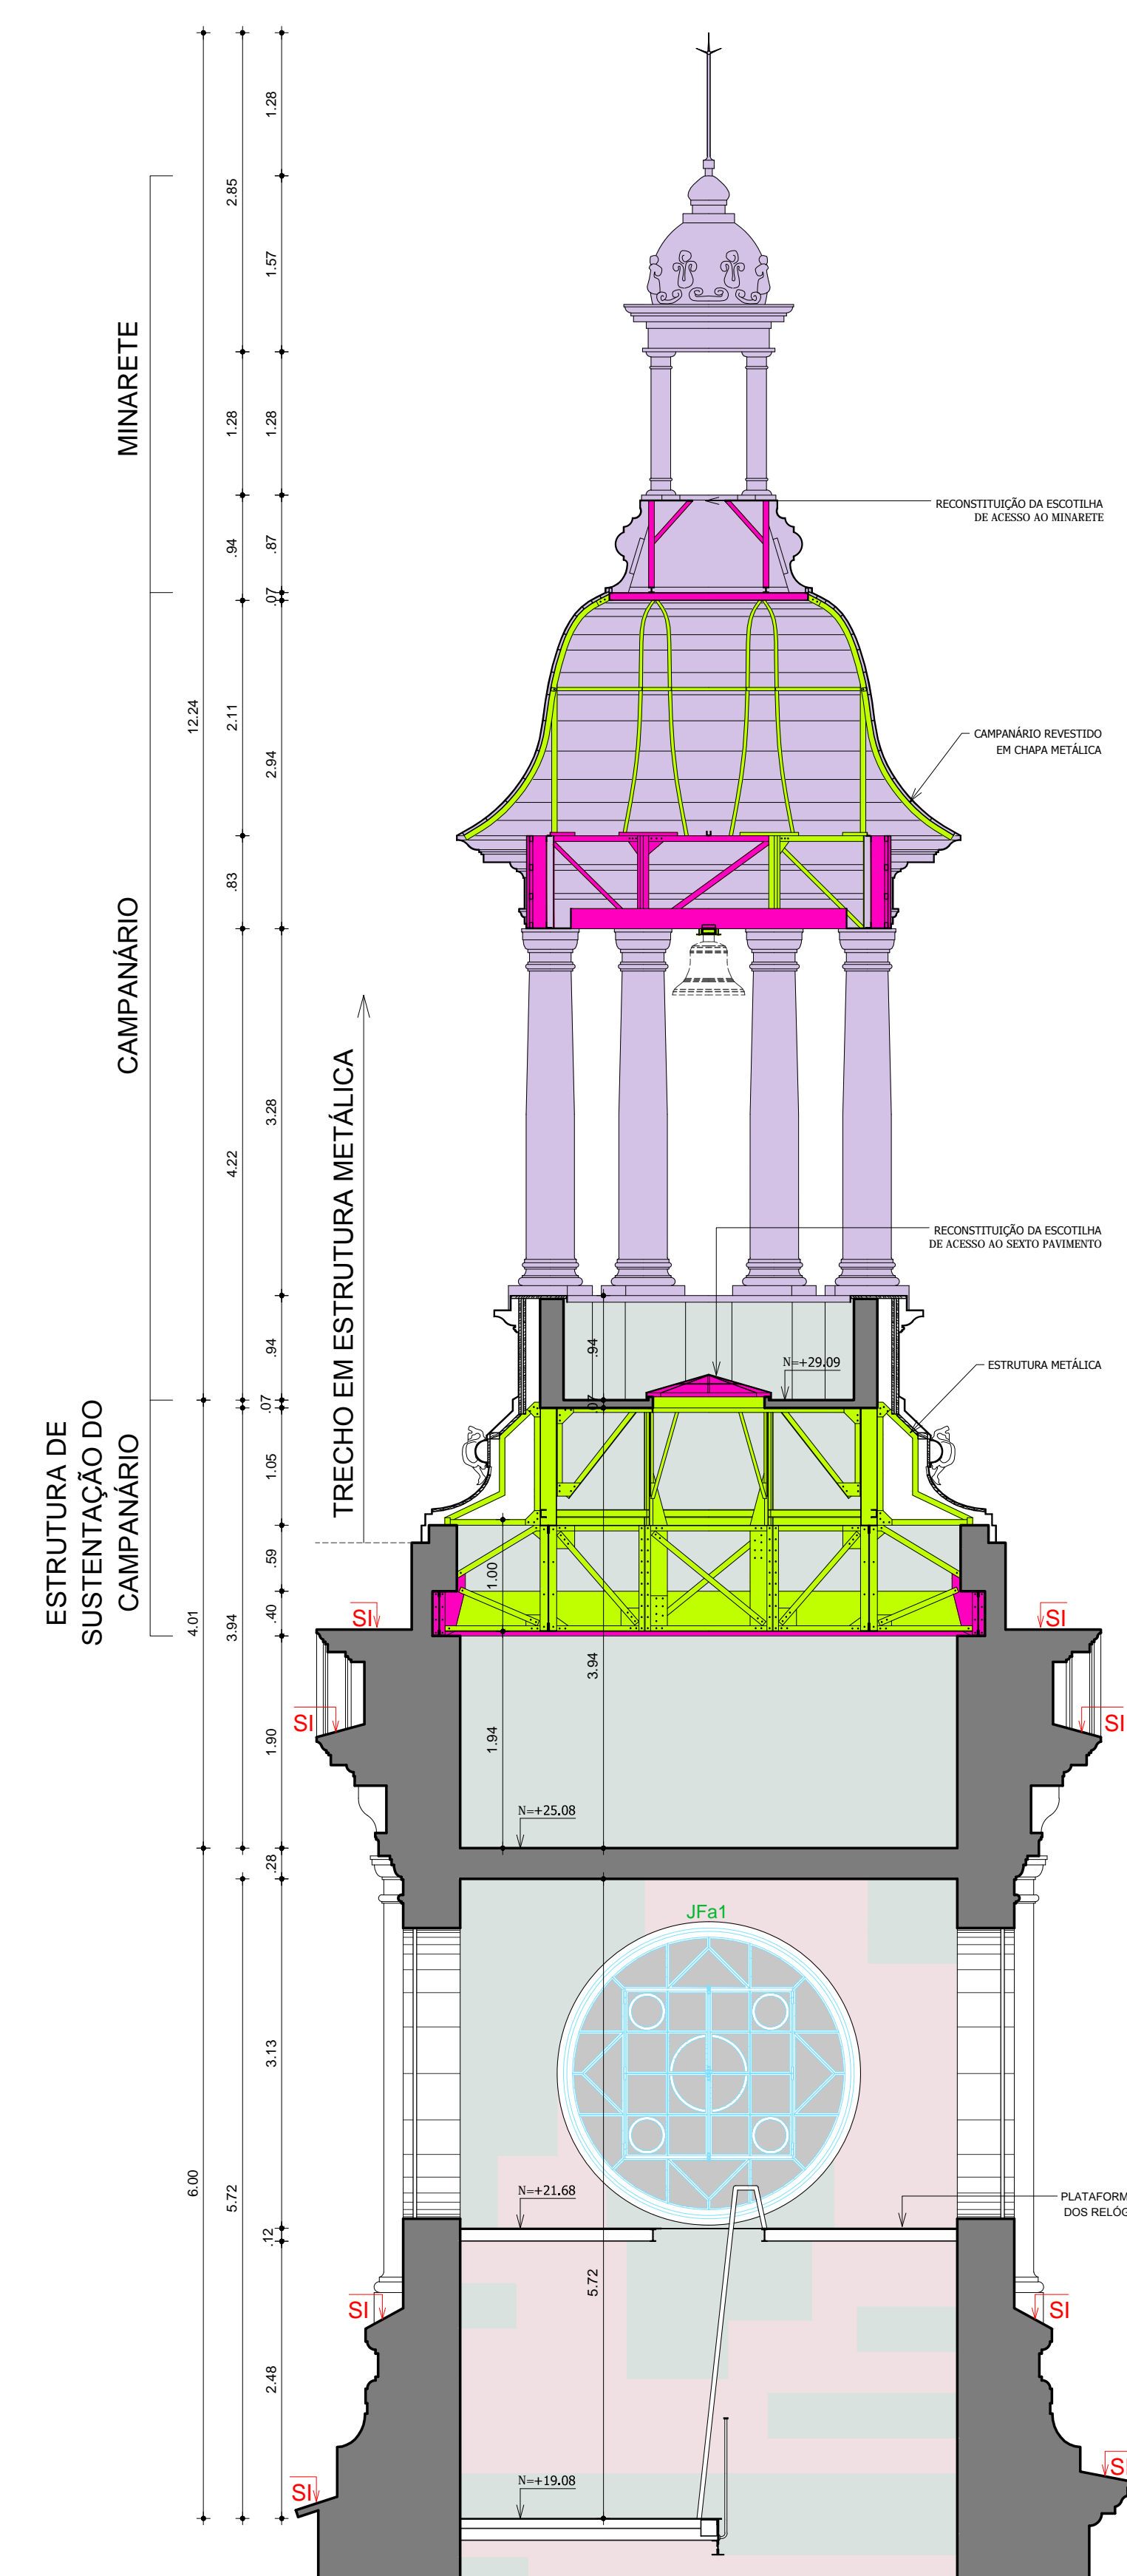 MINARETE
CAMPANÁRIO
ESTRUTURA DE
SUSTENTAÇÃO DO
CAMPANÁRIO
12.24
4.01
6.00
2.85
1.28
.94
2.11
.83
4.22
3.94
5.72
1.28
1.57
1.28
.87
.07
2.94
3.28
.94
.07
1.05
.59
.40
1.90
.28
3.13
.12
2.48
TRECHO EM ESTRUTURA METÁLICA
RECONSTITUIÇÃO DA ESCOTILHA
DE ACESSO AO MINARETE
CAMPANÁRIO REVESTIDO
EM CHAPA METÁLICA
RECONSTITUIÇÃO DA ESCOTILHA
DE ACESSO AO SEXTO PAVIMENTO
.94
N=+29.09
ESTRUTURA METÁLICA
.07
1.00
SI
SI
3.94
SI
SI
1.94
N=+25.08
JFa1
N=+21.68
PLATAFORM
DOS RELÓG
5.72
SI
SI
N=+19.08
SI
SI